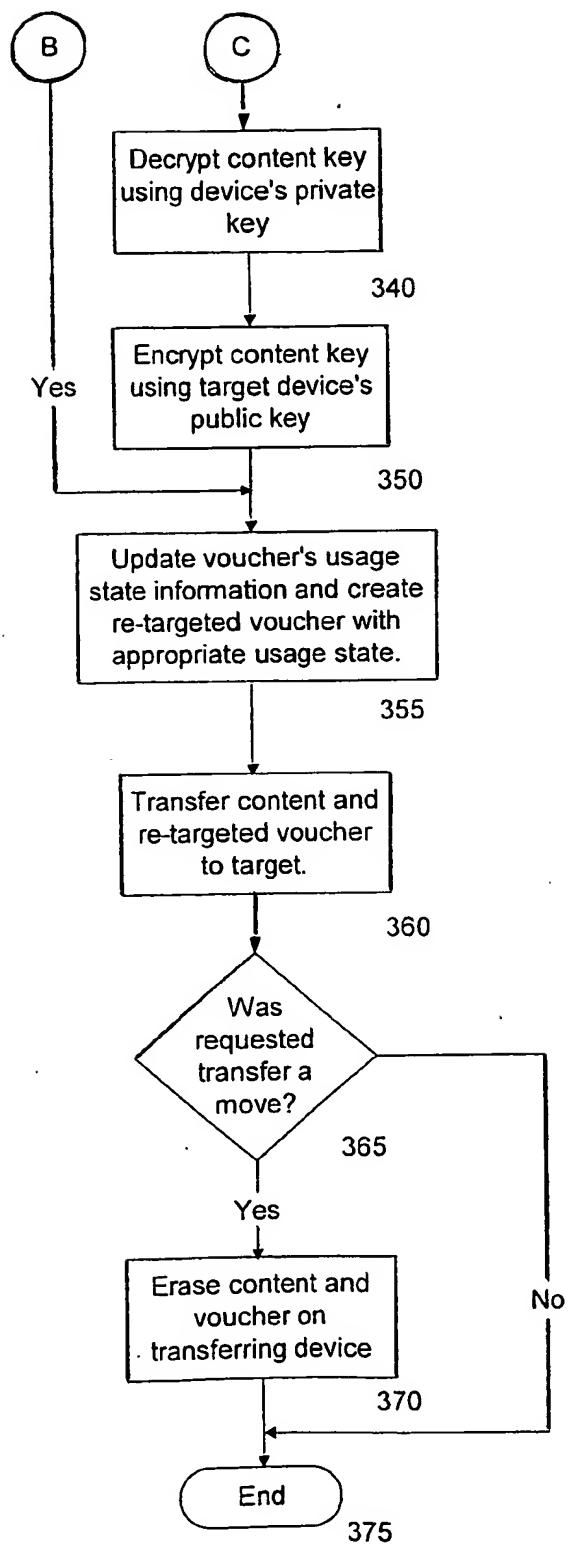 B
C
Decrypt content key
using device's private
key
340
Encrypt content key
using target device's
public key
Yes
350
Update voucher's usage
state information and create
re-targeted voucher with
appropriate usage state.
355
Transfer content and
re-targeted voucher
to target.
360
Was
requested
transfer a
move?
365
Yes
Erase content and
voucher on
transferring device
No
370
End
375